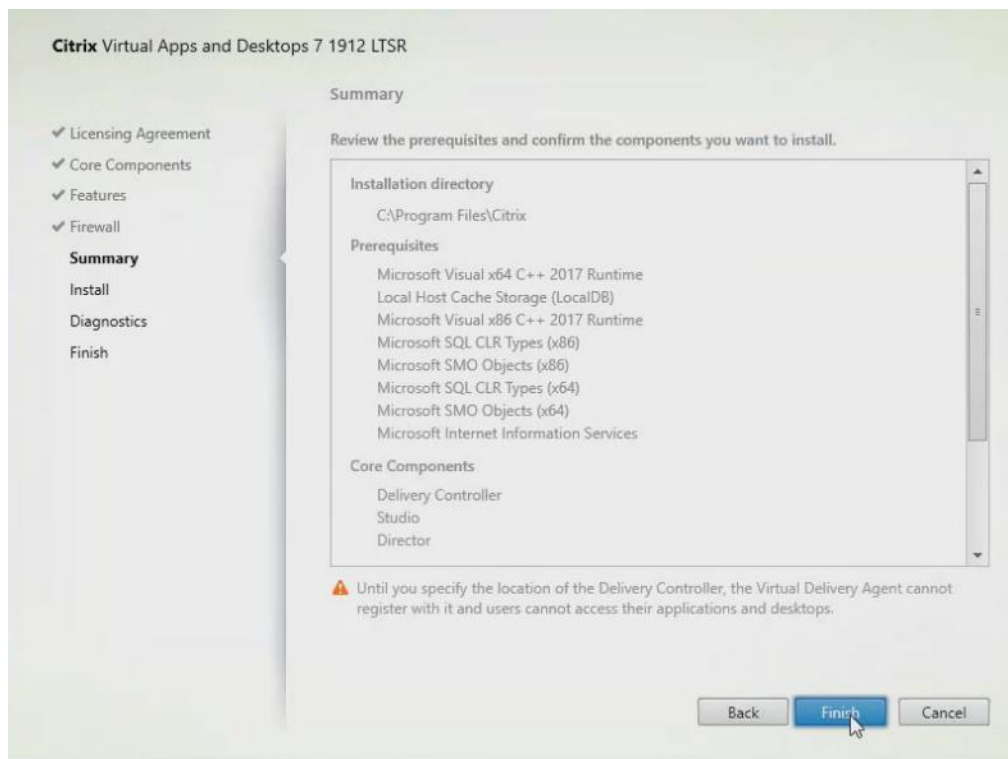 Citrix Virtual Apps and Desktops 7 1912 LTSR
Summary
Licensing Agreement
Core Components
Features
Firewall
Summary
Install
Diagnostics
Finish
Review the prerequisites and confirm the components you want to install.
Installation directory
C:\Program Files\Citrix
Prerequisites
Microsoft Visual x64 C++ 2017 Runtime
Local Host Cache Storage (LocalDB)
Microsoft Visual x86 C++ 2017 Runtime
Microsoft SQL CLR Types (x86)
Microsoft SMO Objects (x86)
Microsoft SQL CLR Types (x64)
Microsoft SMO Objects (x64)
Microsoft Internet Information Services
Core Components
Delivery Controller
Studio
Director
Until you specify the location of the Delivery Controller, the Virtual Delivery Agent cannot
register with it and users cannot access their applications and desktops.
Back
Finish
Cancel